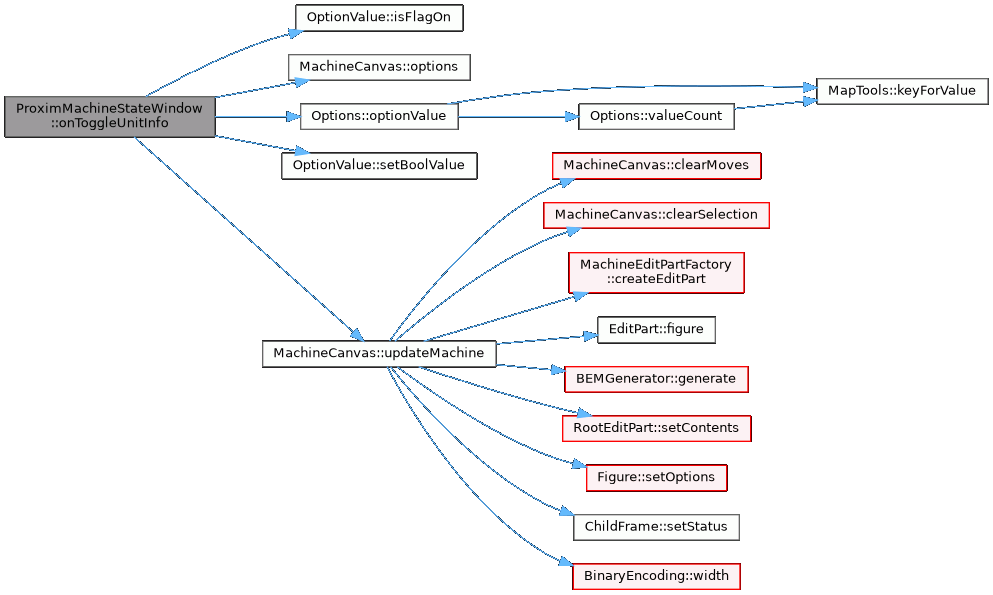 OptionValue::isFlagOn
MachineCanvas::options
ProximMachineStateWindow
::onToggleUnitInfo
Options::optionValue
Options::valueCount
MapTools::keyForValue
OptionValue::setBoolValue
MachineCanvas::clearMoves
MachineCanvas::clearSelection
MachineEditPartFactory
::createEditPart
EditPart::figure
MachineCanvas::updateMachine
BEMGenerator::generate
RootEditPart::setContents
Figure::setOptions
ChildFrame::setStatus
BinaryEncoding::width